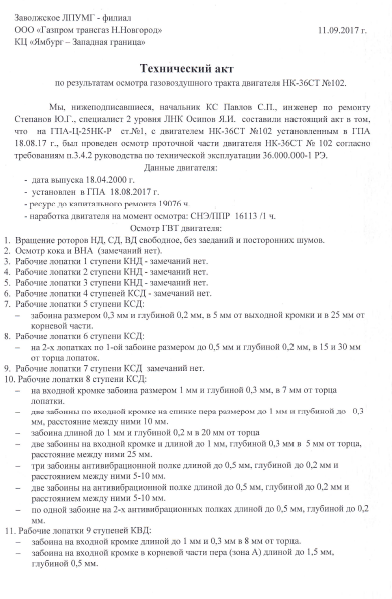 Заволжское ЛПУМГ - филиал
ООО «Газпром трансгаз Н.Новгород» 11.09.2017 г.
КЦ «Ямбург – Западная граница»
Технический акт
по результатам осмотра газовоздушного тракта двигателя НК-36СТ №102.
Мы, нижеподписавшиеся, начальник КС Павлов С.П., инженер по ремонту
Степанов Ю.Г., специалист 2 уровня ЛНК Осипов Я.И. составили настоящий акт в том,
что на ГПА-Ц-25НК-Р ст.№1, с двигателем НК-36СТ №102 установленным в ГПА
18.08.17 г., был проведен осмотр проточной части двигателя НК-36СТ № 102 согласно
требованиям п.3.4.2 руководства по технической эксплуатации 36.000.000-1 РЭ.
Данные двигателя:
- дата выпуска 18.04.2000 г.
- установлен в ГПА 18.08.2017 г.
- ресурс до капитального ремонта 19076 ч
- наработка двигателя на момент осмотра: СНЭ/ППР 16113 /1 ч.
Осмотр ГВТ двигателя:
1. Вращение роторов НД, СД, ВД свободное, без заеданий и посторонних шумов.
2. Осмотр кока и ВНА (замечаний нет).
3. Рабочие лопатки 1 ступени КНД - замечаний нет.
4. Рабочие лопатки 2 ступени КНД - замечаний нет.
5. Рабочие лопатки 3 ступени КНД - замечаний нет.
6. Рабочие лопатки 4 ступеней КСД - замечаний нет.
7. Рабочие лопатки 5 ступени КСД:
– забоина размером 0,3 мм и глубиной 0,2 мм, в 5 мм от выходной кромки и в 25 мм от
корневой части.
8. Рабочие лопатки 6 ступени КСД:
– на 2-х лопатках по 1-ой забоине размером до 0,5 мм и глубиной 0,2 мм, в 15 и 30 мм
от торца лопаток.
9. Рабочие лопатки 7 ступени КСД замечаний нет.
10. Рабочие лопатки 8 ступени КСД:
– на входной кромке забоина размером 1 мм и глубиной 0,3 мм, в 7 мм от торца
лопатки.
– две забоины по входной кромке на спинке пера размером до 1 мм и глубиной до 0,3
мм, расстояние между ними 10 мм.
– забоина длиной до 1 мм и глубиной 0,2 м в 20 мм от торца
– две забоины на входной кромке и длиной до 1 мм, глубиной 0,3 мм в 5 мм от торца,
расстояние между ними 25 мм.
– три забоины антивибрационной полке длиной до 0,5 мм, глубиной до 0,2 мм и
расстоянием между ними 5-10 мм.
– две забоины на антивибрационной полке длиной до 0,5 мм, глубиной до 0,2 мм и
расстоянием между ними 5-10 мм.
– по одной забоине на 2-х антивибрационных полках длиной до 0,5 мм, глубиной до 0,2
мм.
11. Рабочие лопатки 9 ступеней КВД:
– забоина на входной кромке длиной до 1 мм и 0,3 мм в 8 мм от торца.
– забоина на входной кромке в корневой части пера (зона А) длиной до 1,5 мм,
глубиной 0,5 мм.